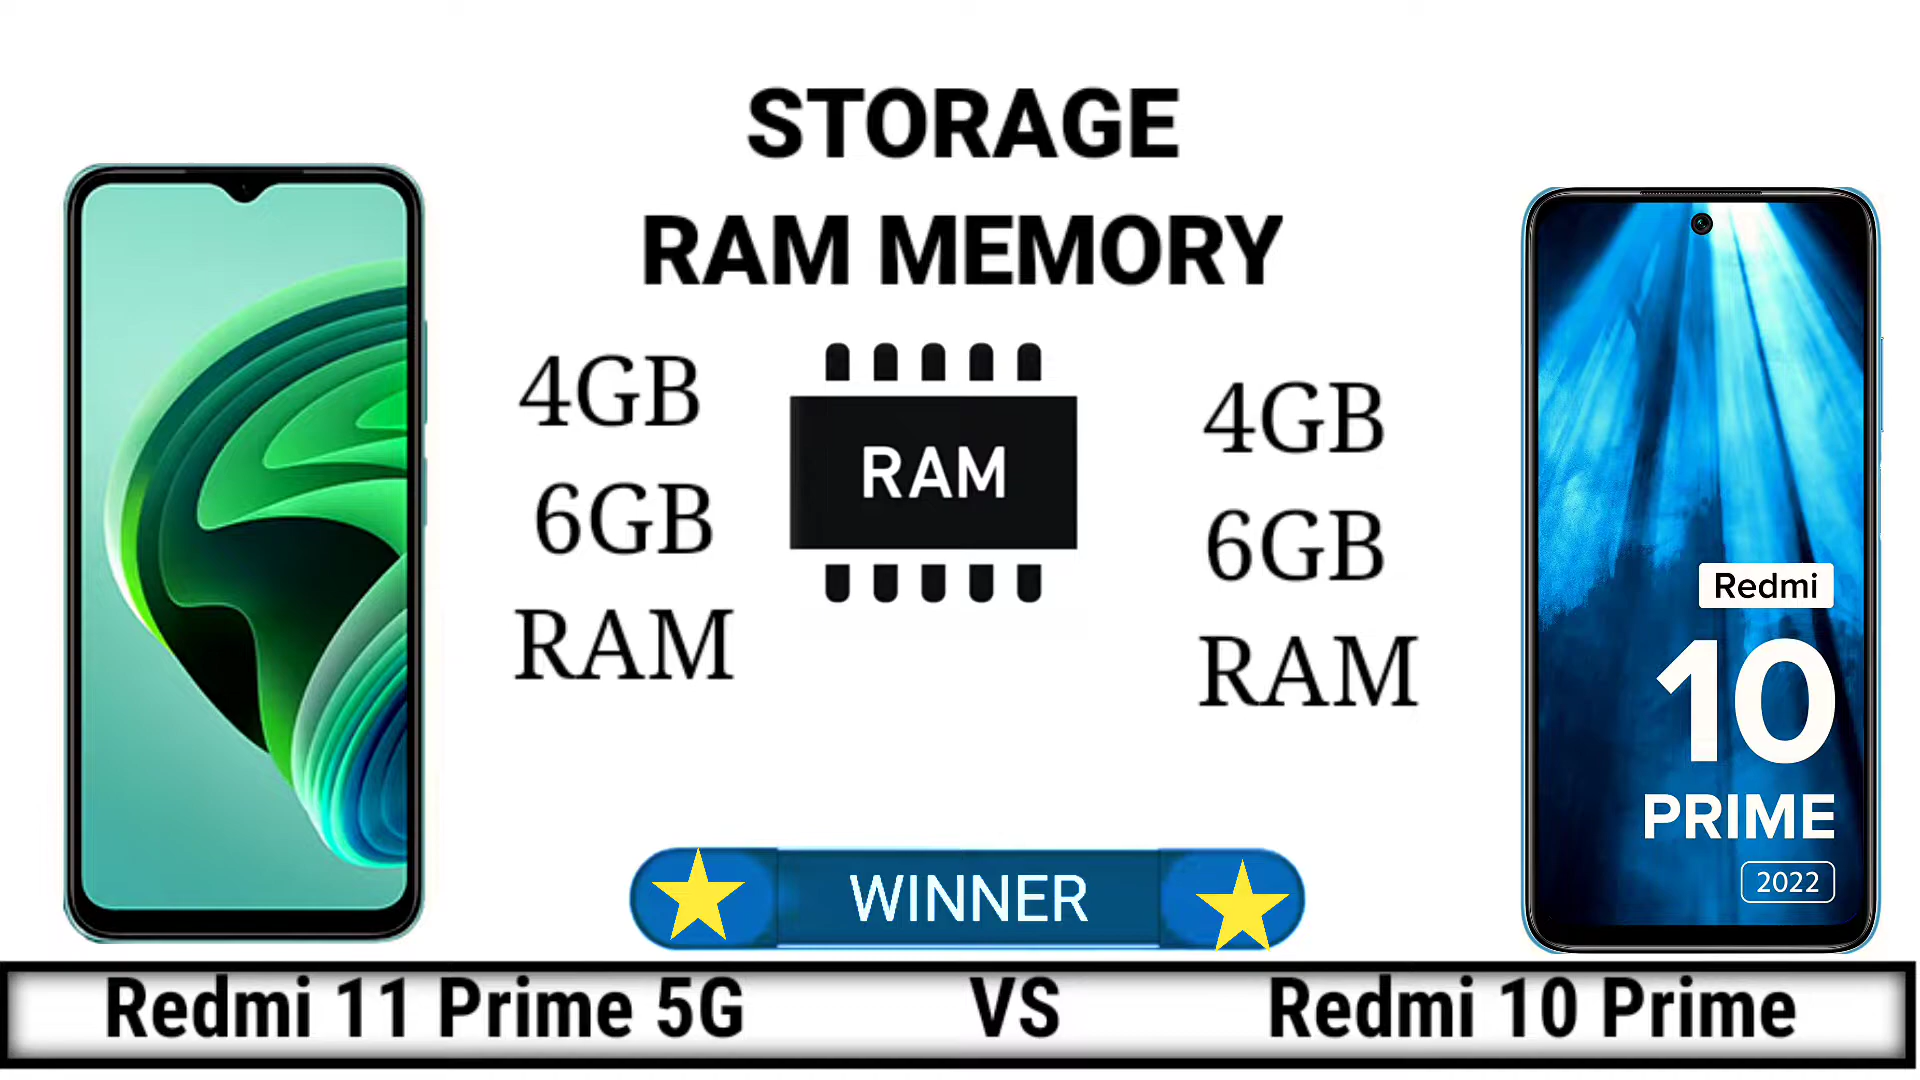 STORAGE
RAM MEMORY
4GB
6GB
RAM
RAM
4GB
6GB
RAM
Redmi
10
PRIME
2022
WINNER
Redmi 11 Prime 5G VS Redmi 10 Prime